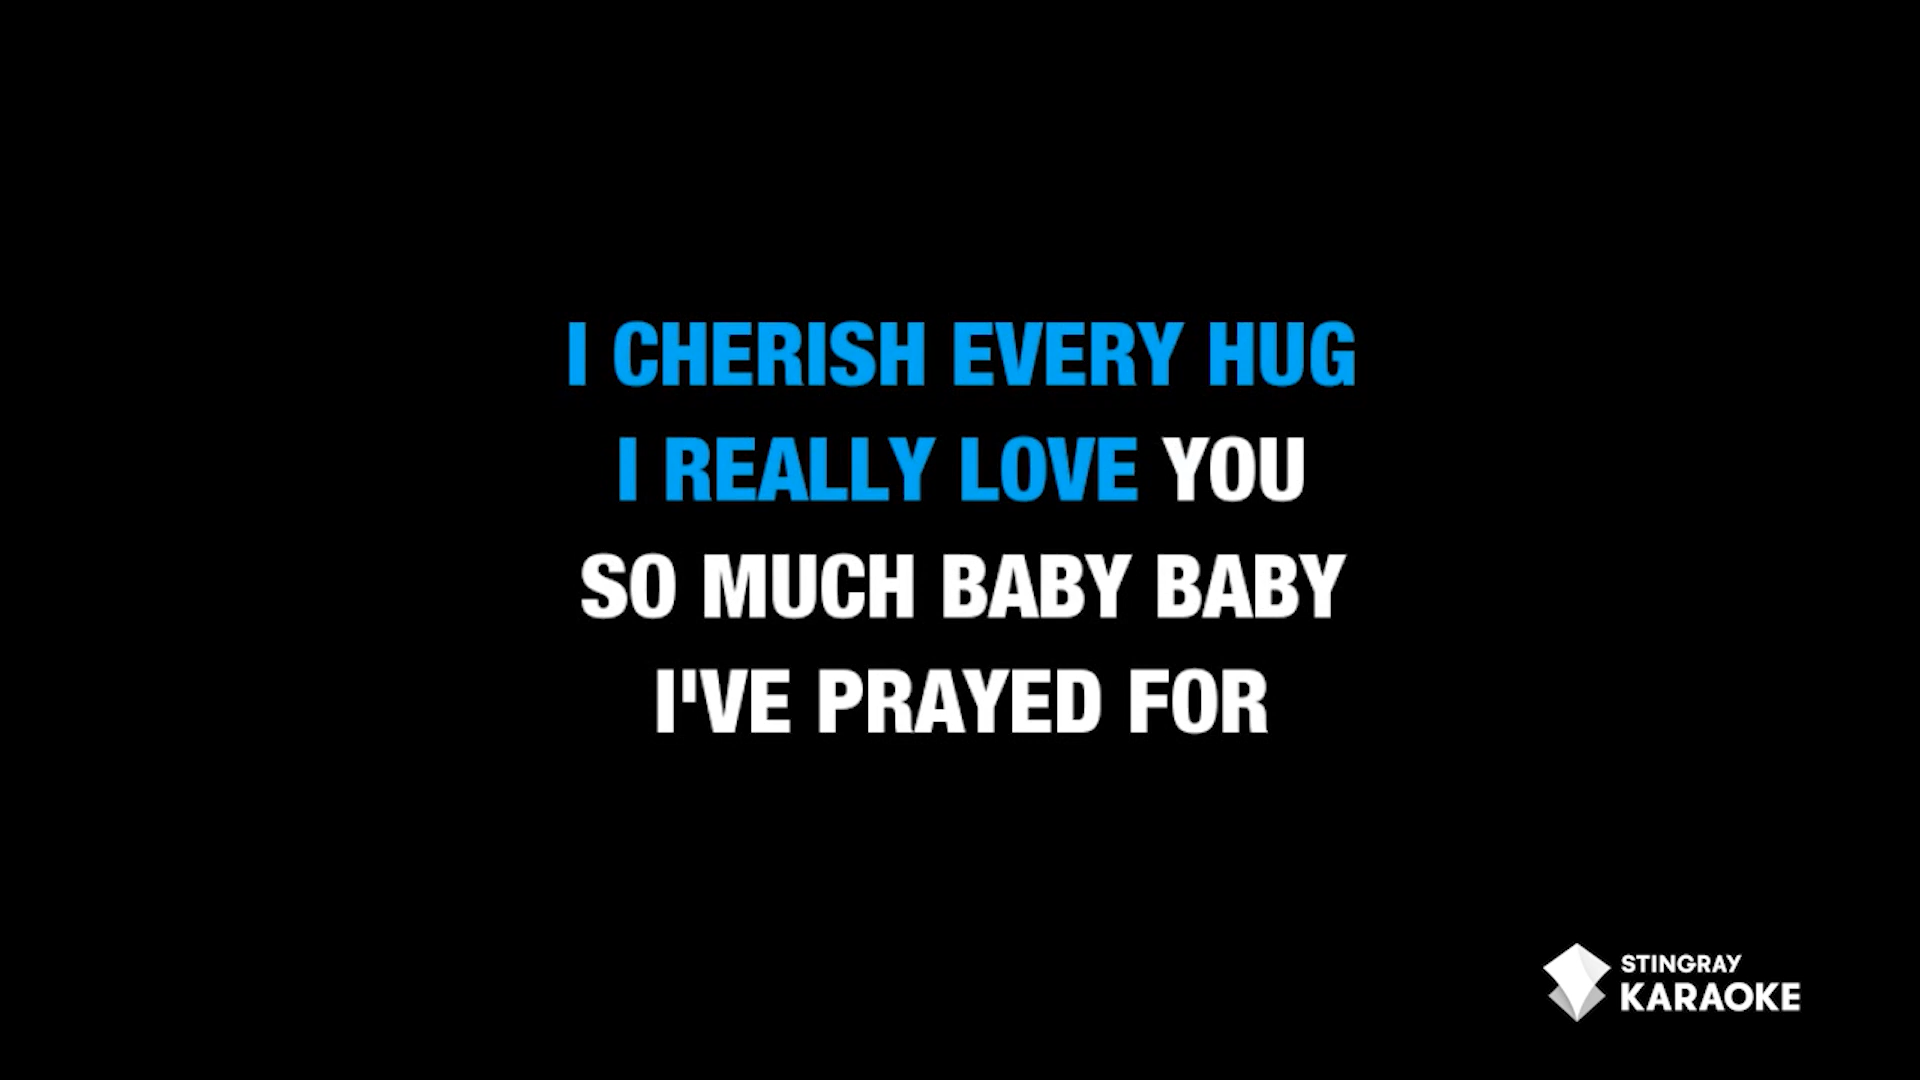 I CHERISH EVERY HUG
I REALLY LOVE YOU
SO MUCH BABY BABY
I'VE PRAYED FOR
STINGRAY
KARAOKE